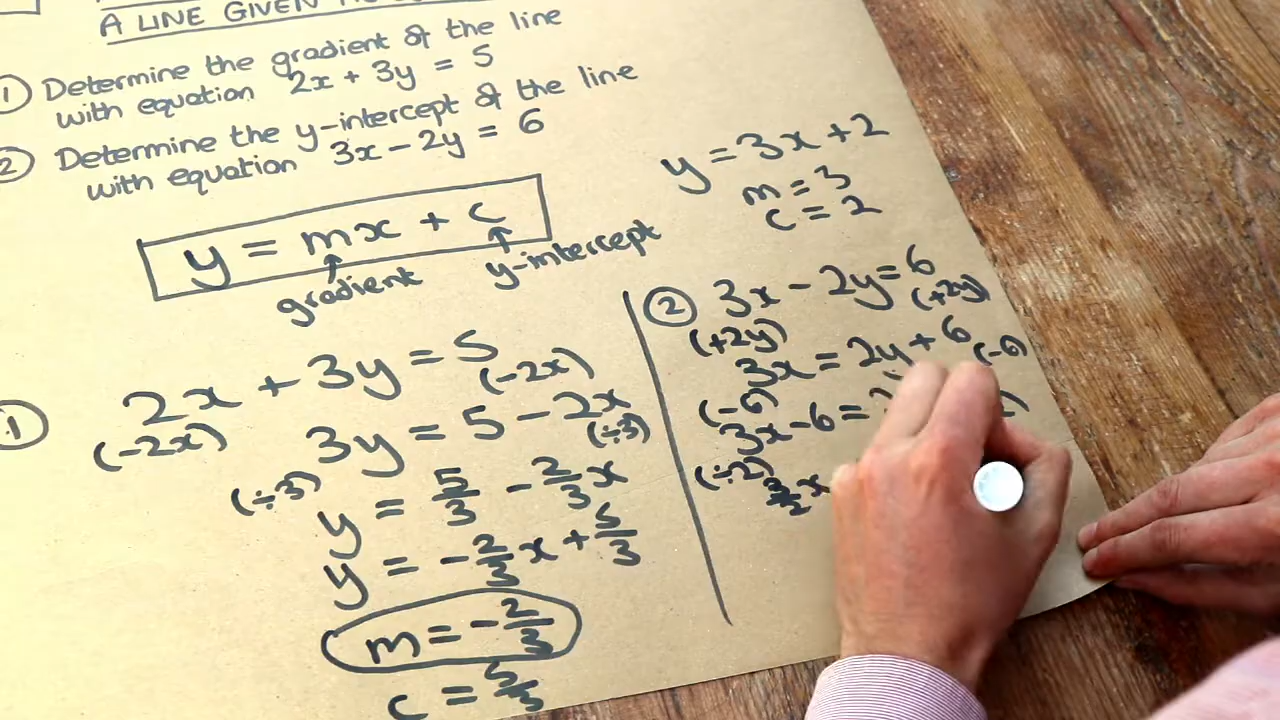 A LINE GIVEN
1 Determine the gradient of the line
with equation 2x + 3y = 5
2 Determine the y-intercept of the line
with equation 3x - 2y = 6
y = mx + c
gradient
y-intercept
y = 3x + 2
m = 3
c = 2
1 2x + 3y = 5
(-2x) (-2x)
3y = 5 - 2x
(÷3) (÷3)
y = 5/3 - 2/3x
y = -2/3x + 5/3
m = -2/3
c = 5/3
2 3x - 2y = 6
(+2y) (+2y)
3x = 2y + 6
(-6) (-6)
3x - 6 =
(÷2)
3/2x